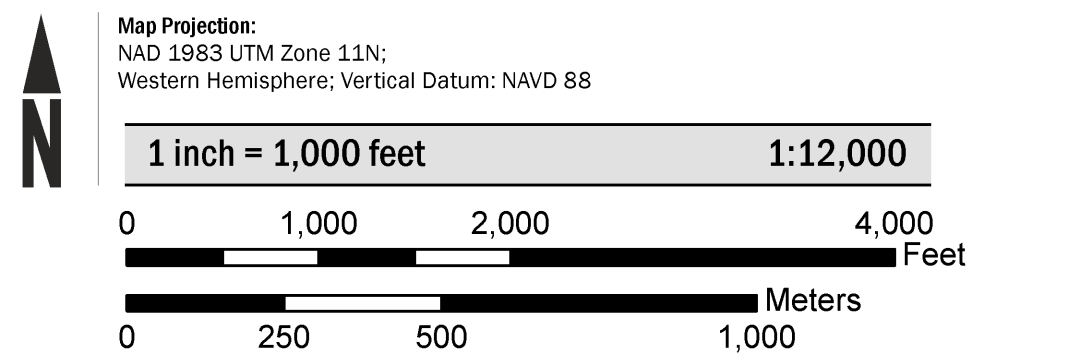 N
Map Projection:
NAD 1983 UTM Zone 11N;
Western Hemisphere; Vertical Datum: NAVD 88
1 inch = 1,000 feet 1:12,000
0 1,000 2,000 4,000
Feet
Meters
0 250 500 1,000